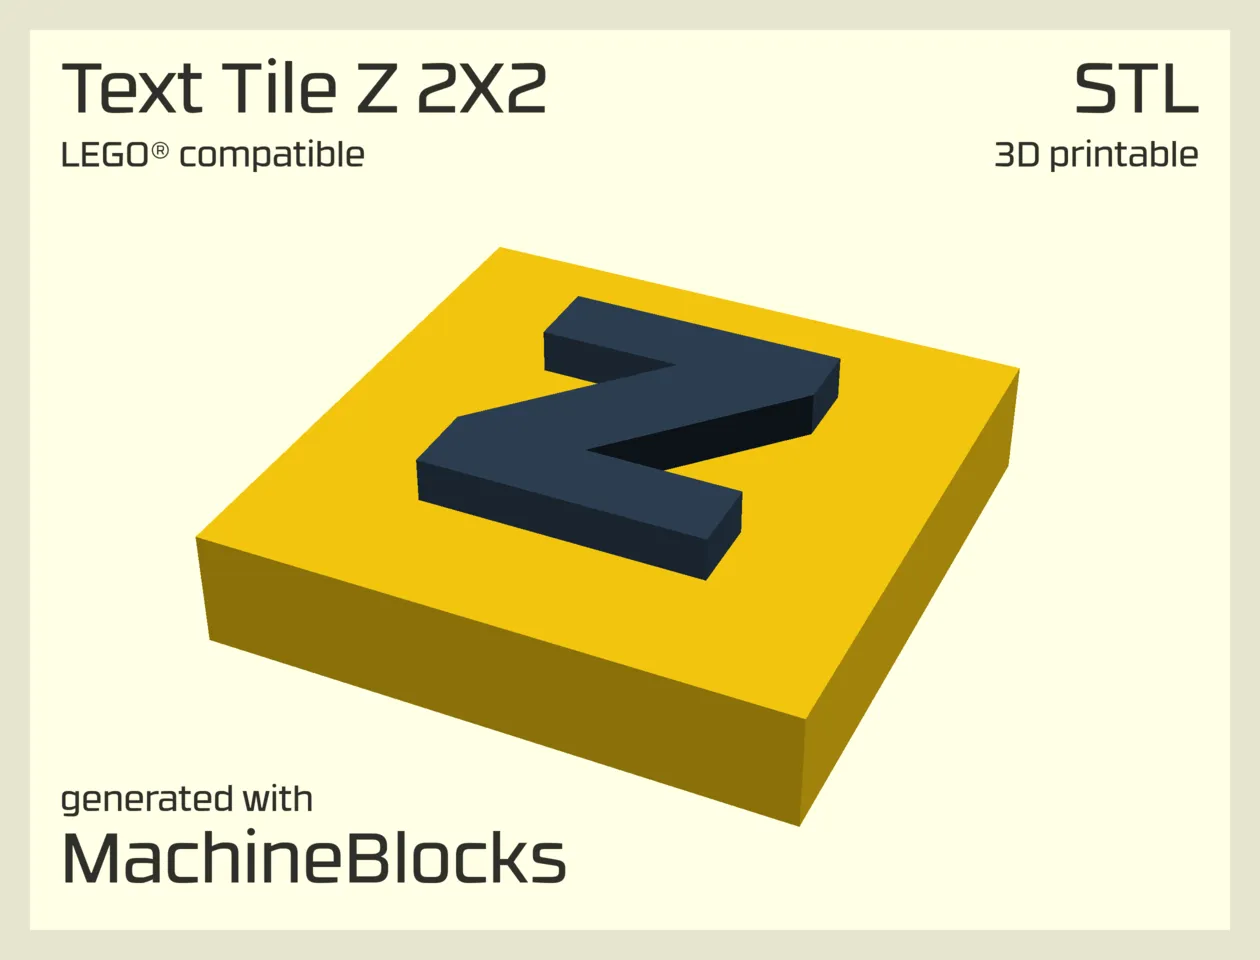 Text Tile Z 2X2
STL
LEGO® compatible
3D printable
Z
generated with
MachineBlocks